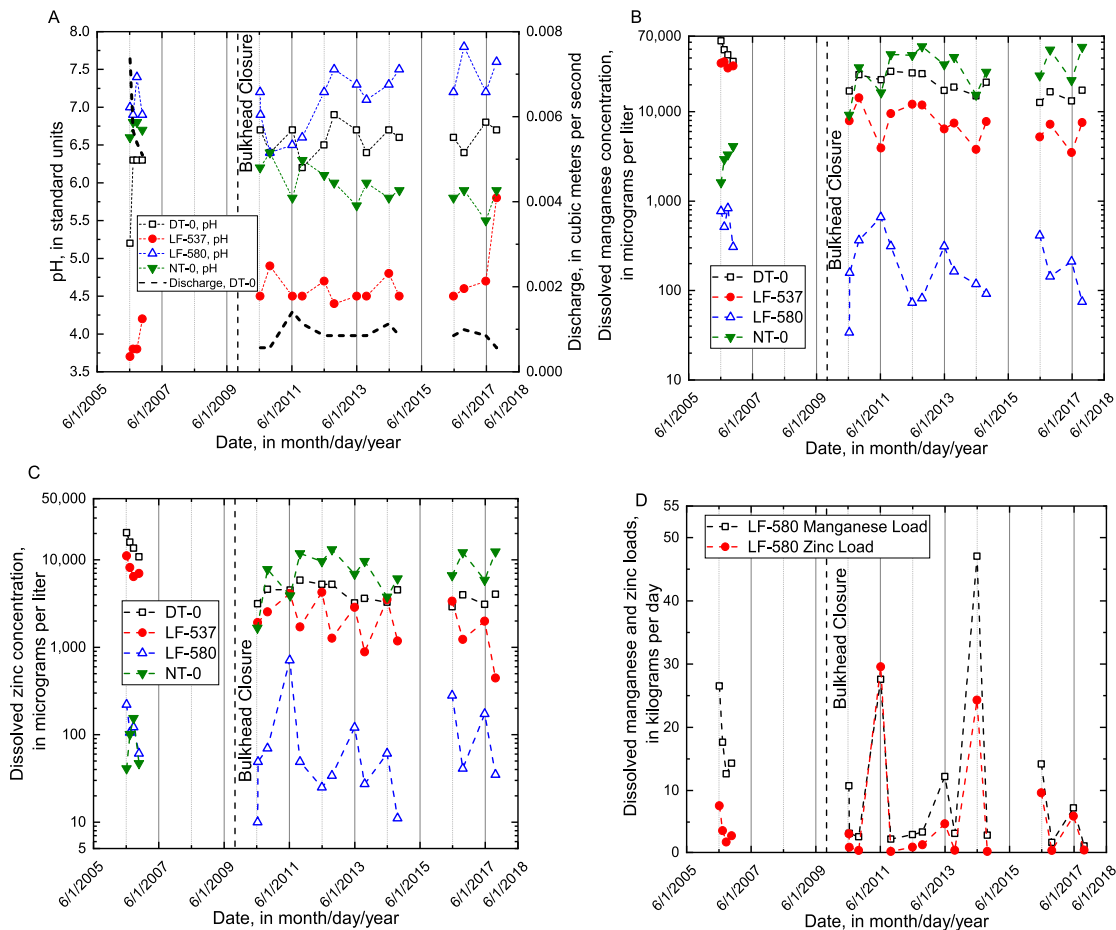 A
8.0
7.5
7.0
6.5
6.0
5.5
5.0
4.5
4.0
3.5
pH, in standard units
Bulkhead Closure
DT-0, pH
LF-537, pH
LF-580, pH
NT-0, pH
Discharge, DT-0
0.008
0.006
0.004
0.002
0.000
Discharge, in cubic meters per second
6/1/2005
6/1/2007
6/1/2009
6/1/2011
6/1/2013
6/1/2015
6/1/2017
6/1/2018
Date, in month/day/year
B
70,000
10,000
1,000
100
10
Dissolved manganese concentration,
in micrograms per liter
Bulkhead Closure
DT-0
LF-537
LF-580
NT-0
6/1/2005
6/1/2007
6/1/2009
6/1/2011
6/1/2013
6/1/2015
6/1/2017
6/1/2018
Date, in month/day/year
C
50,000
10,000
1,000
100
10
5
Dissolved zinc concentration,
in micrograms per liter
Bulkhead Closure
DT-0
LF-537
LF-580
NT-0
6/1/2005
6/1/2007
6/1/2009
6/1/2011
6/1/2013
6/1/2015
6/1/2017
6/1/2018
Date, in month/day/year
D
55
50
40
30
20
10
5
0
Dissolved manganese and zinc loads,
in kilograms per day
LF-580 Manganese Load
LF-580 Zinc Load
Bulkhead Closure
6/1/2005
6/1/2007
6/1/2009
6/1/2011
6/1/2013
6/1/2015
6/1/2017
6/1/2018
Date, in month/day/year